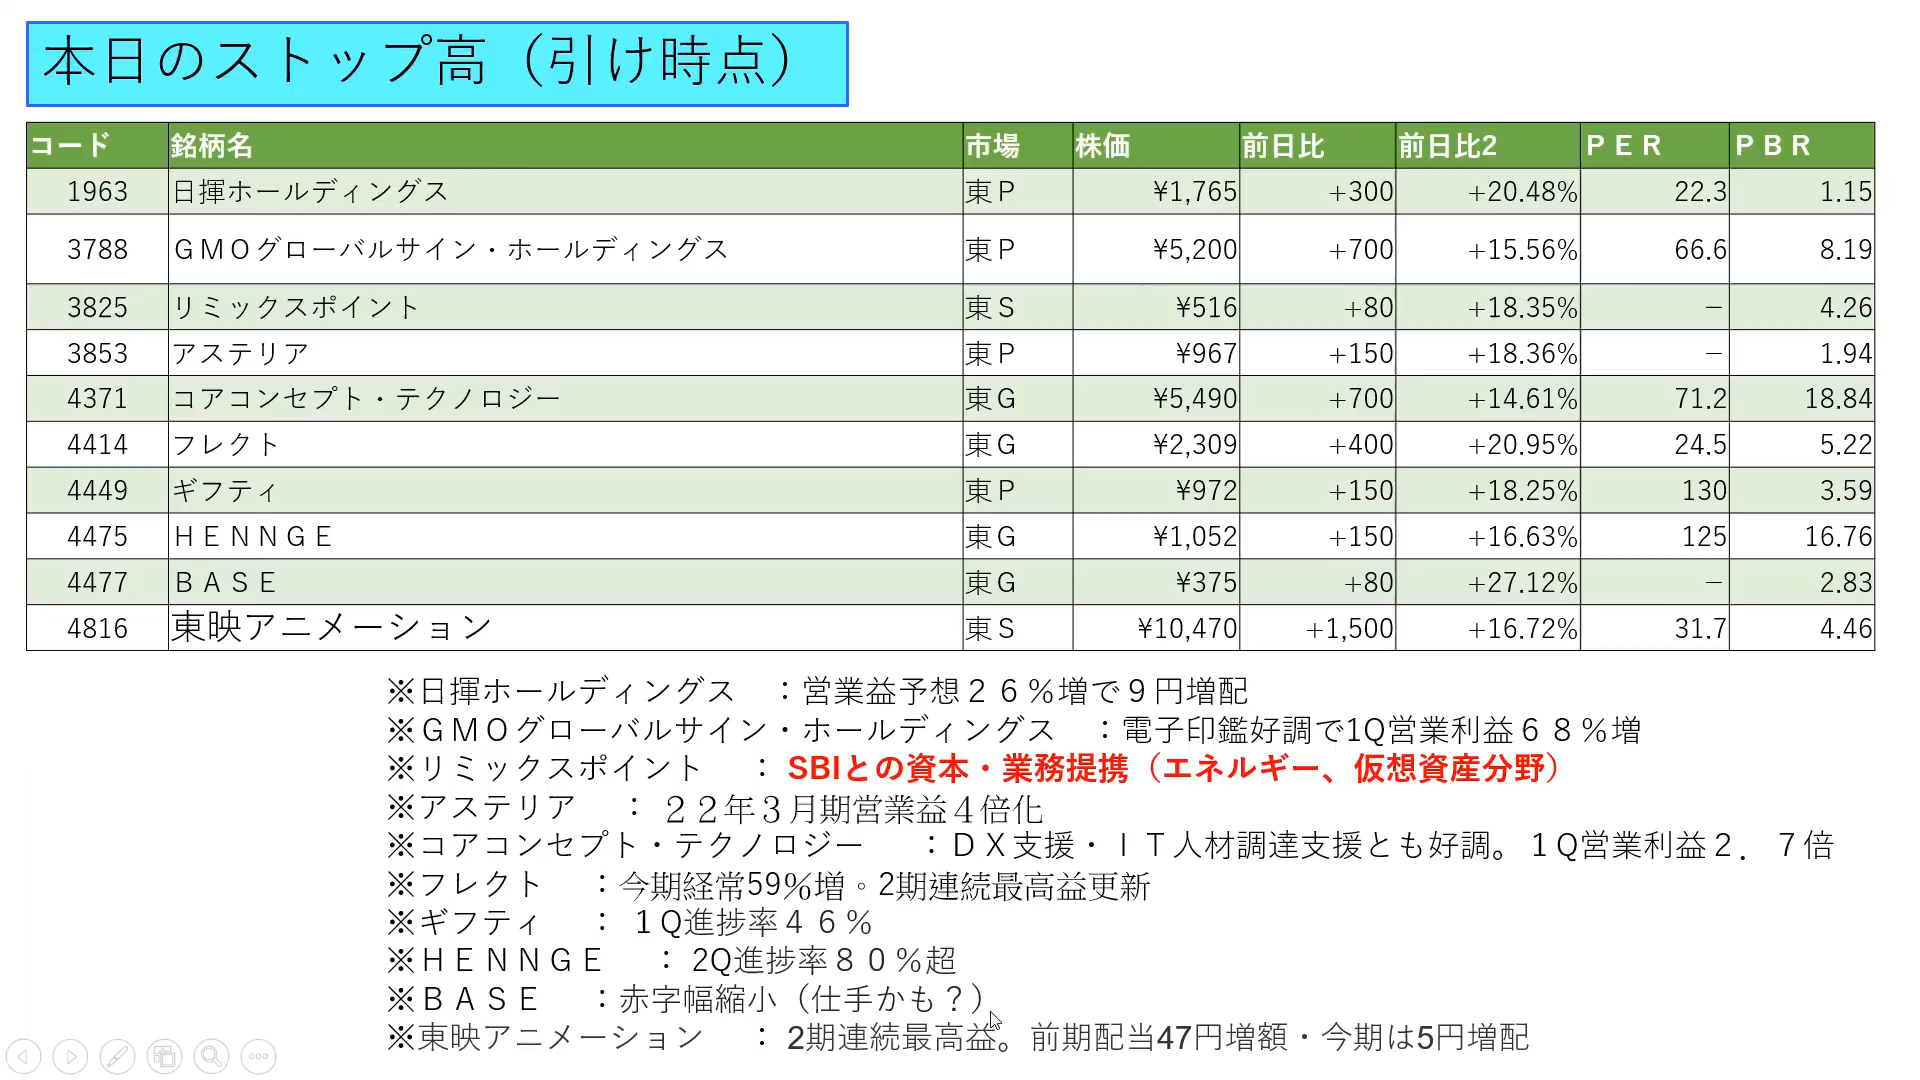 本日のストップ高（引け時点）
コード 銘柄名 市場 株価 前日比 前日比2 ＰＥＲ ＰＢＲ
1963 日揮ホールディングス 東Ｐ ¥1,765 +300 +20.48% 22.3 1.15
3788 ＧＭＯグローバルサイン・ホールディングス 東Ｐ ¥5,200 +700 +15.56% 66.6 8.19
3825 リミックスポイント 東Ｓ ¥516 +80 +18.35% － 4.26
3853 アステリア 東Ｐ ¥967 +150 +18.36% － 1.94
4371 コアコンセプト・テクノロジー 東Ｇ ¥5,490 +700 +14.61% 71.2 18.84
4414 フレクト 東Ｇ ¥2,309 +400 +20.95% 24.5 5.22
4449 ギフティ 東Ｐ ¥972 +150 +18.25% 130 3.59
4475 ＨＥＮＮＧＥ 東Ｇ ¥1,052 +150 +16.63% 125 16.76
4477 ＢＡＳＥ 東Ｇ ¥375 +80 +27.12% － 2.83
4816 東映アニメーション 東Ｓ ¥10,470 +1,500 +16.72% 31.7 4.46
※日揮ホールディングス ：営業益予想２６％増で９円増配
※ＧＭＯグローバルサイン・ホールディングス ：電子印鑑好調で1Q営業利益６８％増
※リミックスポイント ： SBIとの資本・業務提携（エネルギー、仮想資産分野）
※アステリア ： ２２年３月期営業益４倍化
※コアコンセプト・テクノロジー ：ＤＸ支援・ＩＴ人材調達支援とも好調。１Q営業利益２．７倍
※フレクト ：今期経常59％増。2期連続最高益更新
※ギフティ ： １Q進捗率４６％
※ＨＥＮＮＧＥ ： 2Q進捗率８０％超
※ＢＡＳＥ ：赤字幅縮小（仕手かも？）
※東映アニメーション ： 2期連続最高益。前期配当47円増額・今期は5円増配